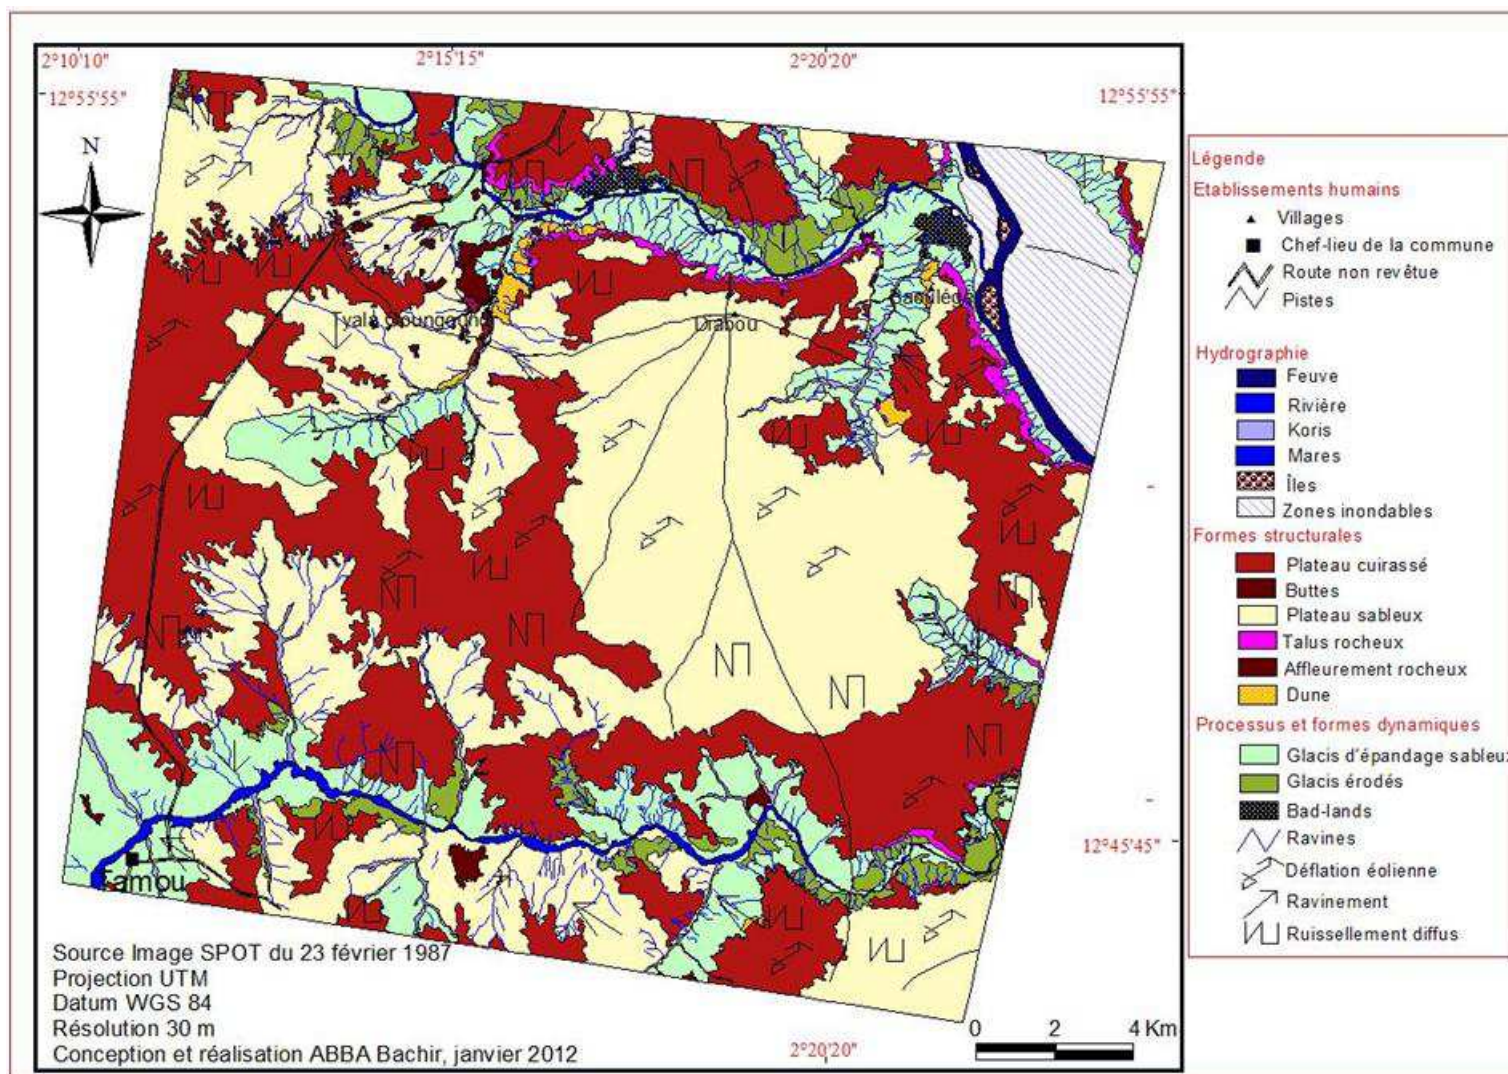 2°10'10"
2°15'15"
2°20'20"
12°55'55"
12°55'55"
N
Drabou
Tamou
12°45'45"
2°20'20"
Source Image SPOT du 23 février 1987
Projection UTM
Datum WGS 84
Résolution 30 m
Conception et réalisation ABBA Bachir, janvier 2012
0 2 4 Km
Légende
Etablissements humains
Villages
Chef-lieu de la commune
Route non revêtue
Pistes
Hydrographie
Feuve
Rivière
Koris
Mares
Îles
Zones inondables
Formes structurales
Plateau cuirassé
Buttes
Plateau sableux
Talus rocheux
Affleurement rocheux
Dune
Processus et formes dynamiques
Glacis d'épandage sableux
Glacis érodés
Bad-lands
Ravines
Déflation éolienne
Ravinement
Ruissellement diffus